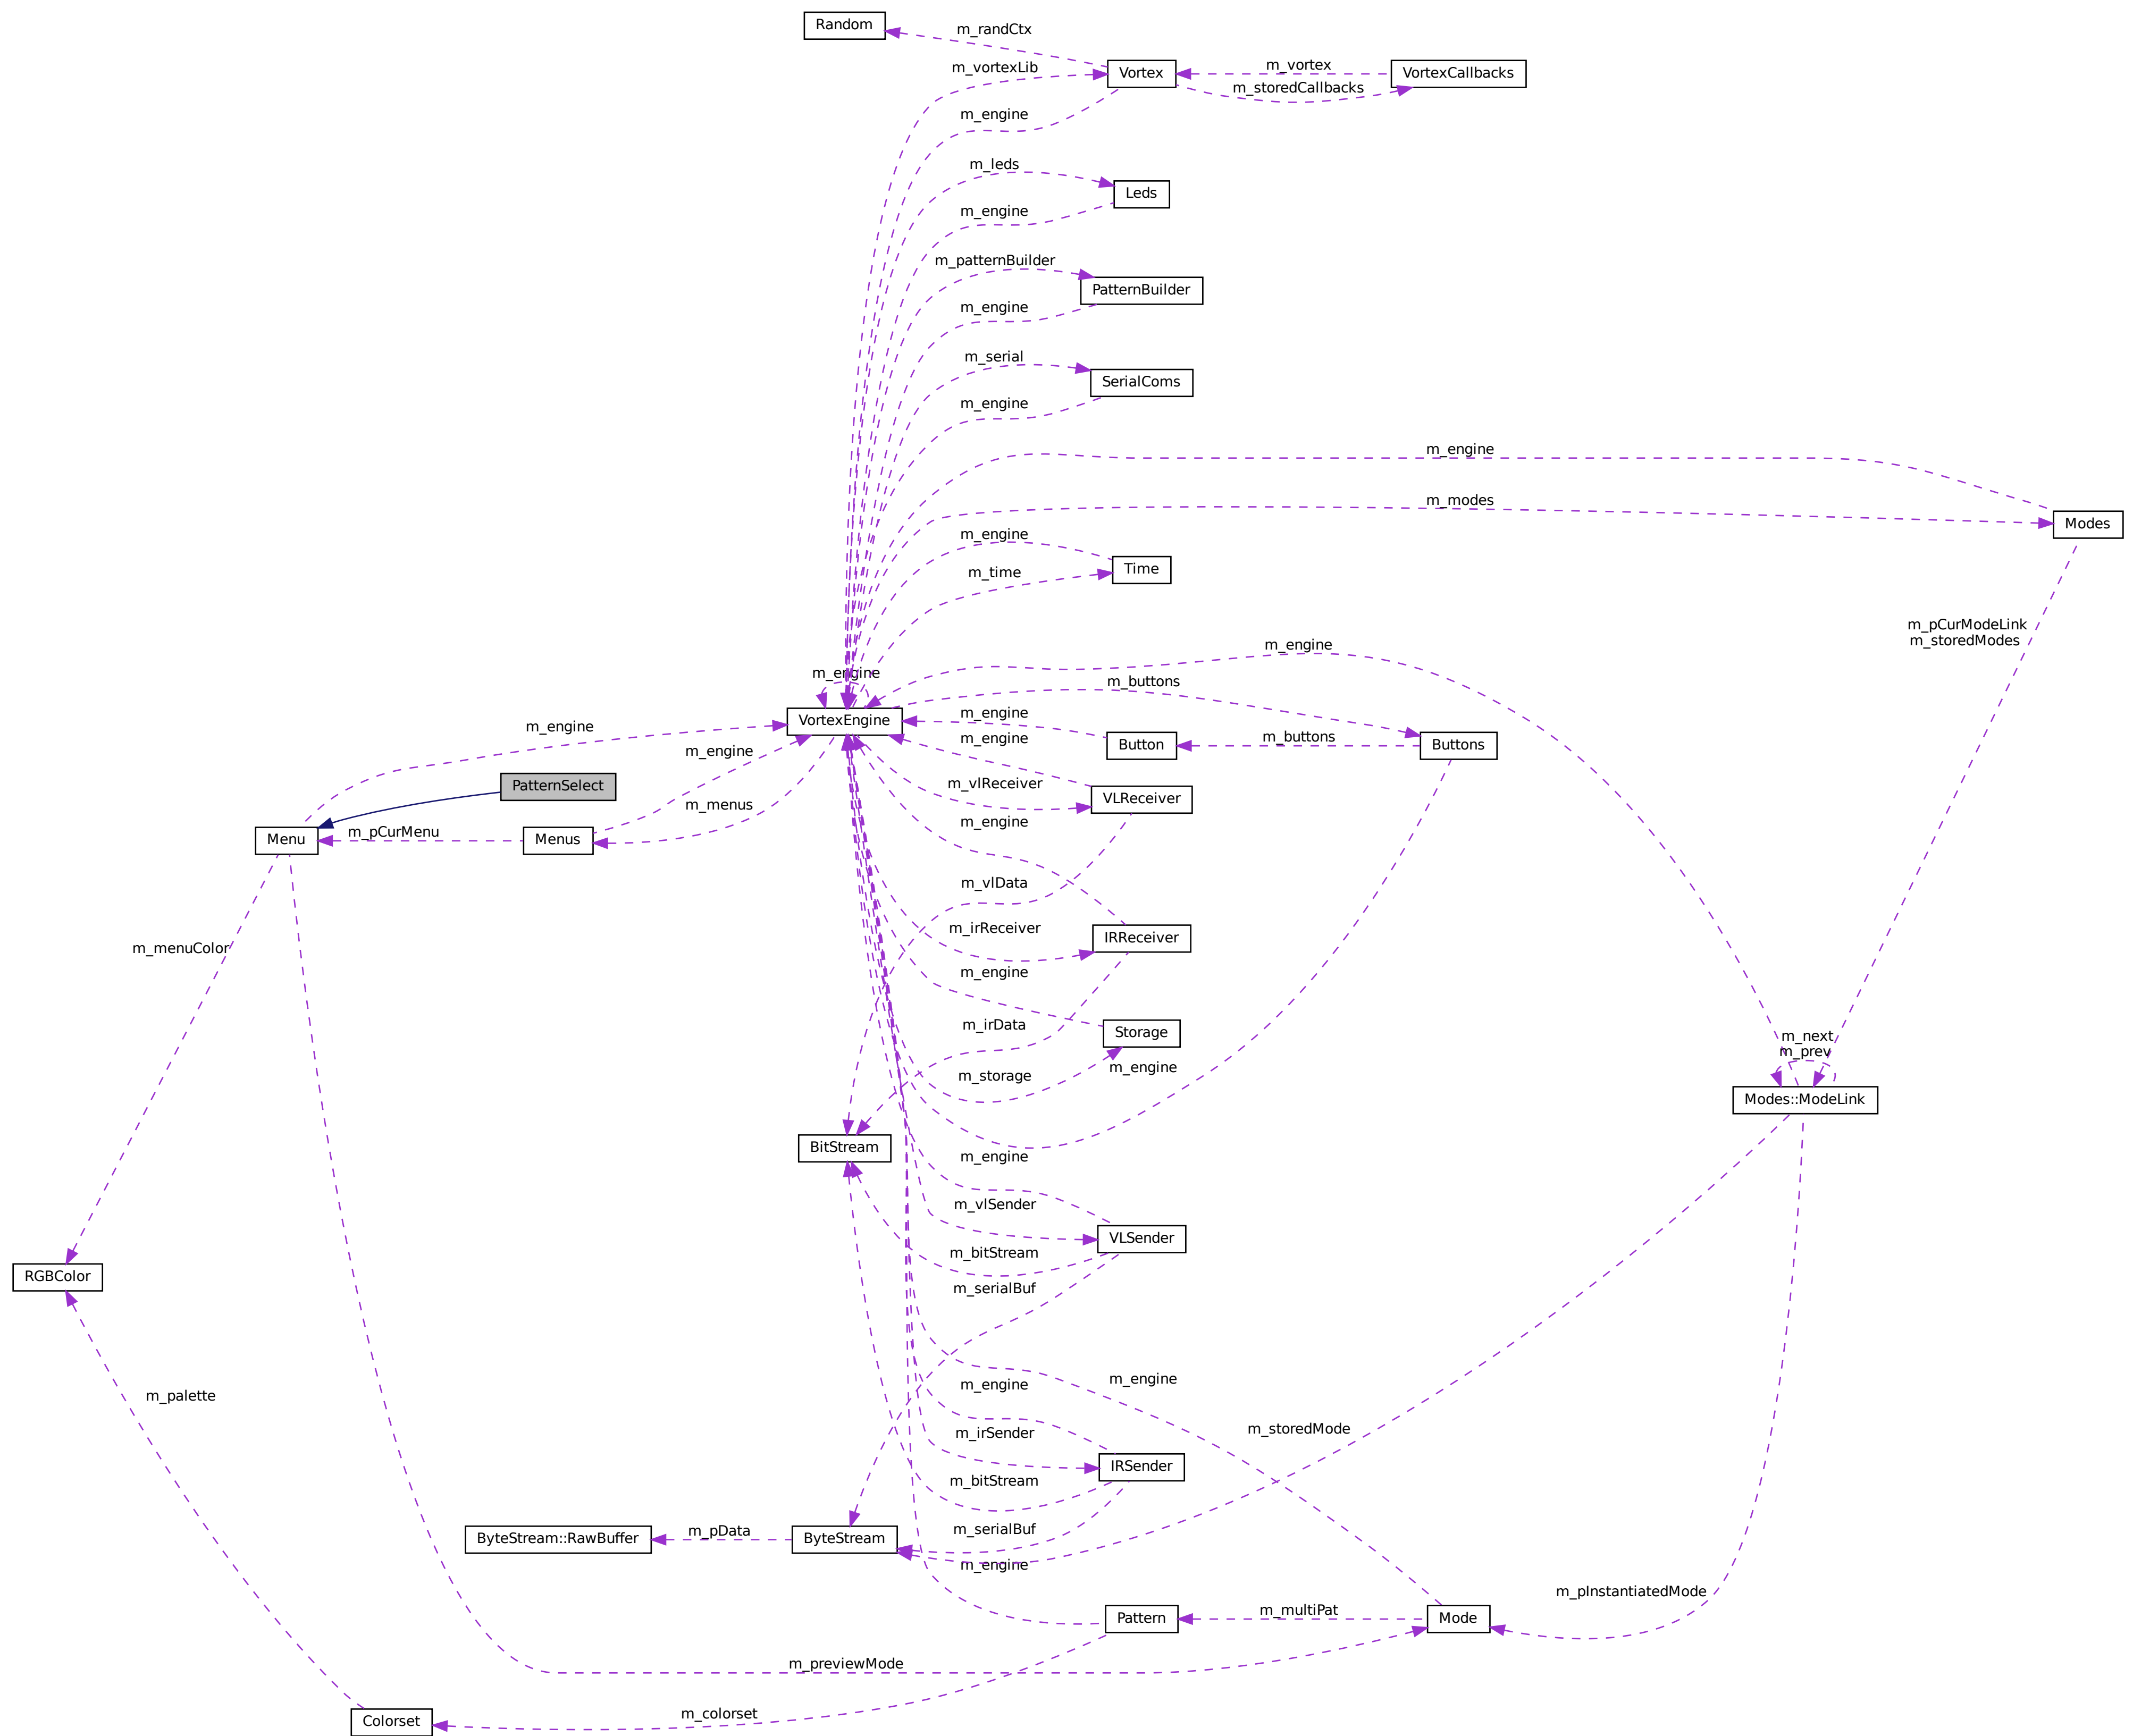 Random
m_randCtx
m_vortexLib
Vortex
m_vortex
VortexCallbacks
m_storedCallbacks
m_engine
m_leds
Leds
m_engine
m_patternBuilder
PatternBuilder
m_engine
m_serial
SerialComs
m_engine
m_engine
m_modes
Modes
m_engine
m_time
Time
m_pCurModeLink
m_storedModes
m_engine
m_engine
m_buttons
VortexEngine
m_engine
m_engine
m_engine
Button
m_buttons
Buttons
m_engine
PatternSelect
m_vlReceiver
VLReceiver
m_menus
m_engine
Menu
m_pCurMenu
Menus
m_vlData
m_menuColor
m_irReceiver
IRReceiver
m_engine
m_irData
Storage
m_storage
m_engine
m_next
m_prev
Modes::ModeLink
BitStream
m_engine
m_vlSender
VLSender
m_bitStream
RGBColor
m_serialBuf
m_engine
m_engine
m_palette
m_storedMode
m_irSender
IRSender
m_bitStream
m_serialBuf
ByteStream::RawBuffer
m_pData
ByteStream
m_engine
m_pInstantiatedMode
Pattern
m_multiPat
Mode
m_previewMode
m_colorset
Colorset